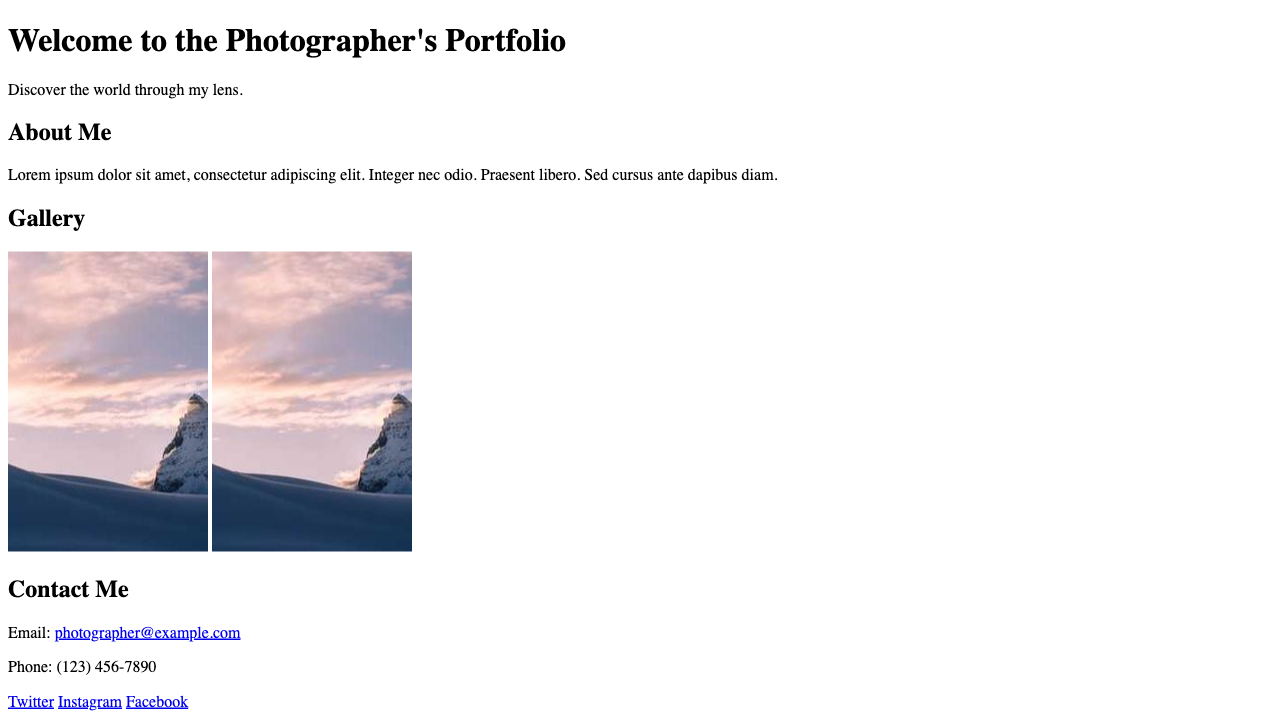 Welcome to the Photographer's Portfolio
Discover the world through my lens.
About Me
Lorem ipsum dolor sit amet, consectetur adipiscing elit. Integer nec odio. Praesent libero. Sed cursus ante dapibus diam.
Gallery
Contact Me
Email: photographer@example.com
Phone: (123) 456-7890
Twitter Instagram Facebook